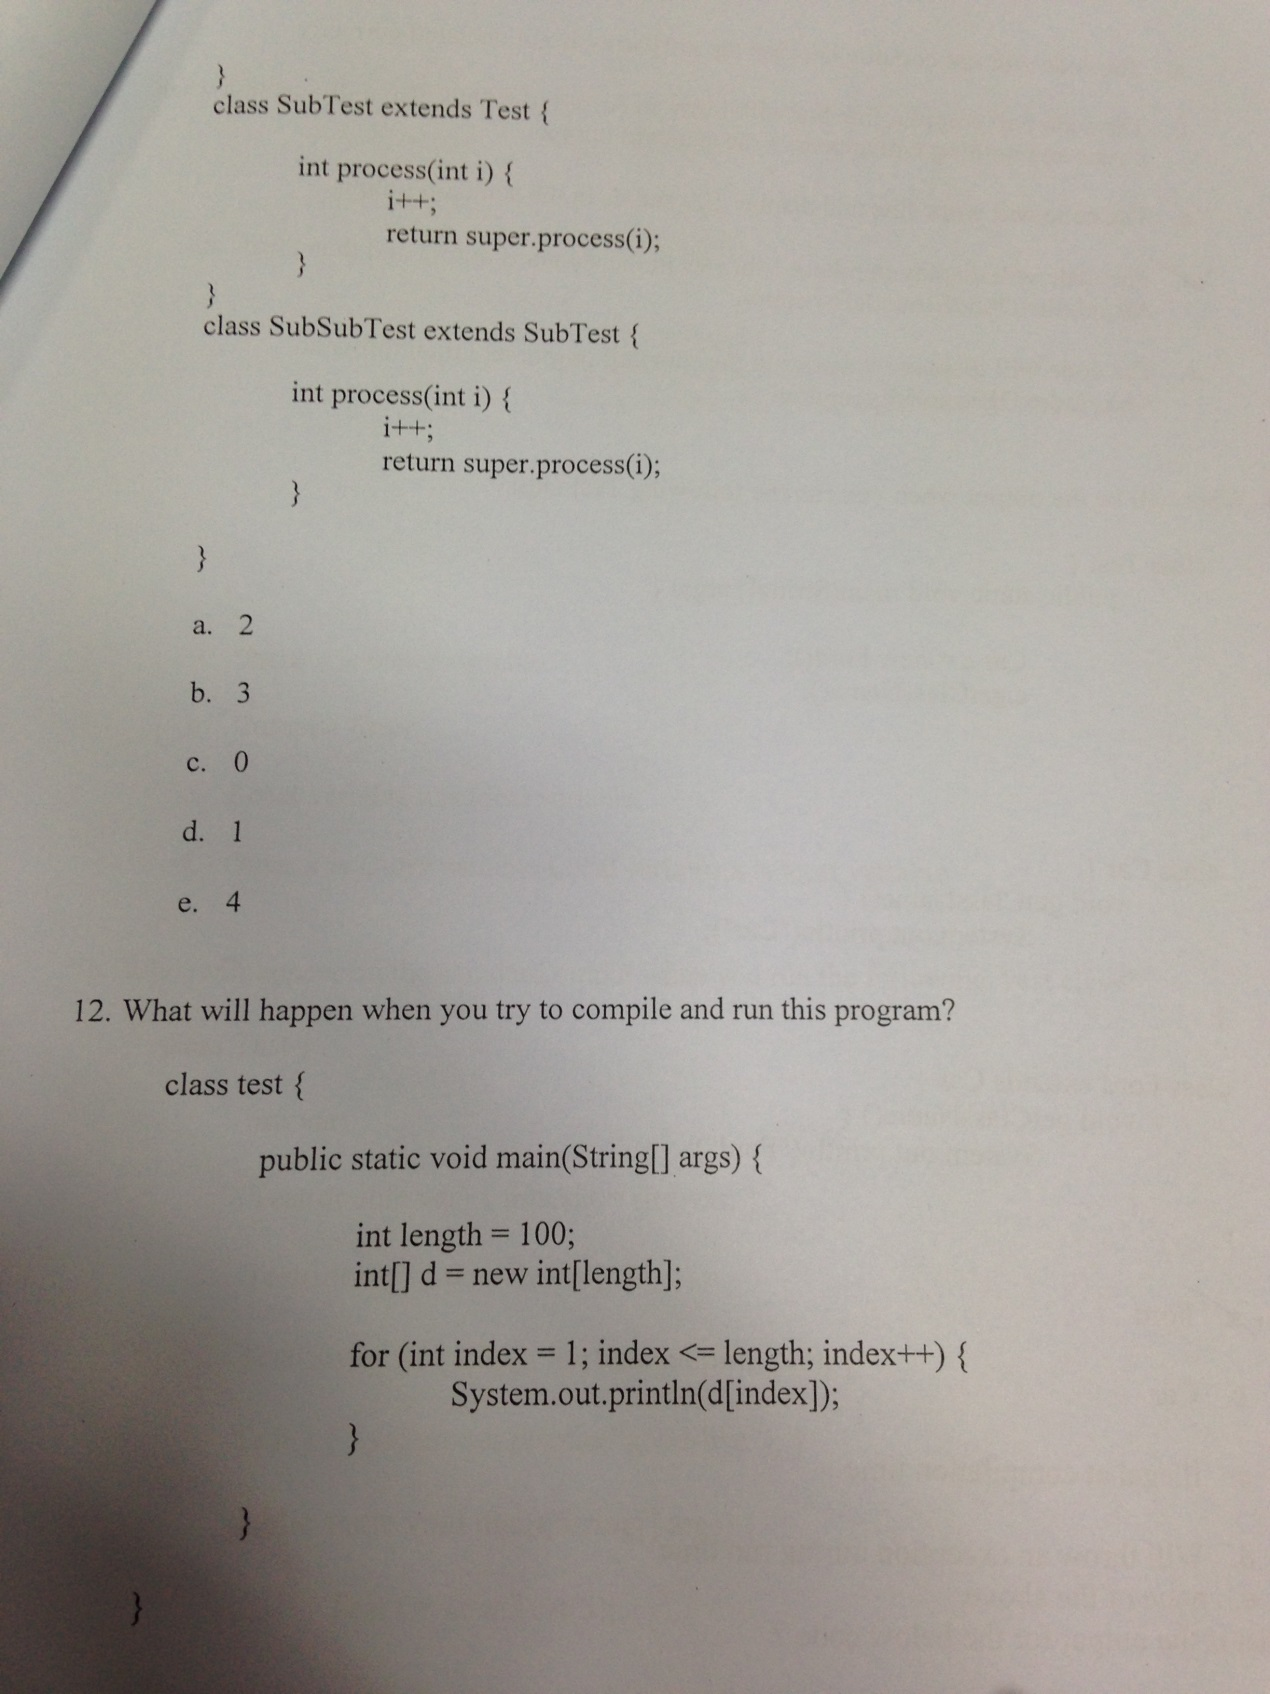 }
class SubTest extends Test {
int process(int i) {
i++;
return super.process(i);
}
}
class SubSubTest extends SubTest {
int process(int i) {
i++;
return super.process(i);
}
}
a. 2
b. 3
c. 0
d. 1
e. 4
12. What will happen when you try to compile and run this program?
class test {
public static void main(String[] args) {
int length = 100;
int[] d = new int[length];
for (int index = 1; index <= length; index++) {
System.out.println(d[index]);
}
}
}